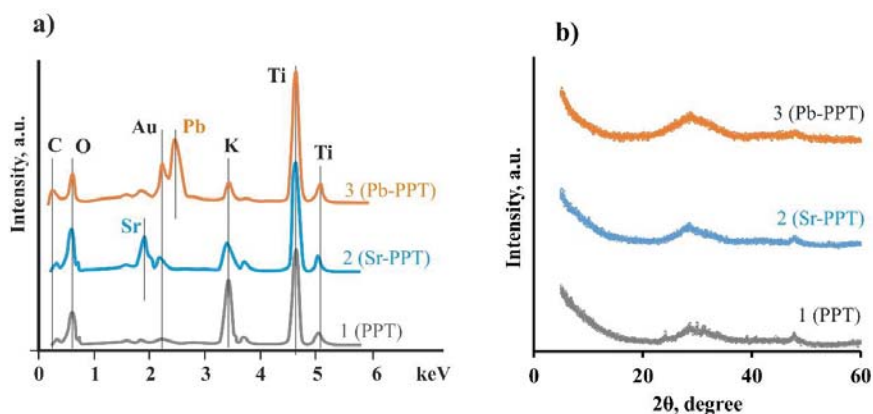 a)
Intensity, a.u.
C
O
Au
Pb
K
Ti
Ti
Sr
3 (Pb-PPT)
2 (Sr-PPT)
1 (PPT)
0 1 2 3 4 5 6 keV
b)
Intensity, a.u.
3 (Pb-PPT)
2 (Sr-PPT)
1 (PPT)
0 20 40 60
2θ, degree